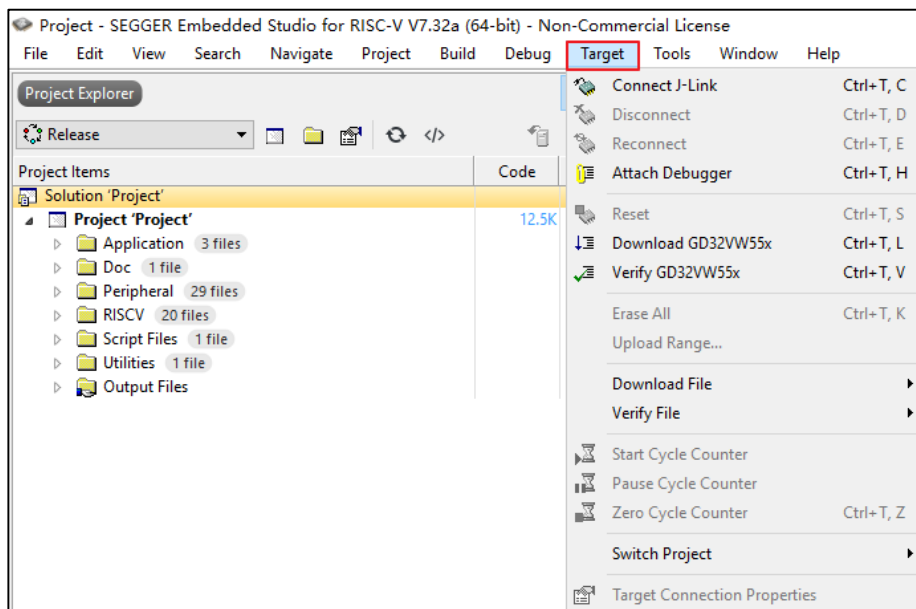 Project - SEGGER Embedded Studio for RISC-V V7.32a (64-bit) - Non-Commercial License
File Edit View Search Navigate Project Build Debug Target Tools Window Help
Project Explorer
Release
Project Items Code
Solution 'Project'
Project 'Project' 12.5K
Application 3 files
Doc 1 file
Peripheral 29 files
RISCV 20 files
Script Files 1 file
Utilities 1 file
Output Files
Connect J-Link Ctrl+T, C
Disconnect Ctrl+T, D
Reconnect Ctrl+T, E
Attach Debugger Ctrl+T, H
Reset Ctrl+T, S
Download GD32VW55x Ctrl+T, L
Verify GD32VW55x Ctrl+T, V
Erase All Ctrl+T, K
Upload Range...
Download File
Verify File
Start Cycle Counter
Pause Cycle Counter
Zero Cycle Counter Ctrl+T, Z
Switch Project
Target Connection Properties